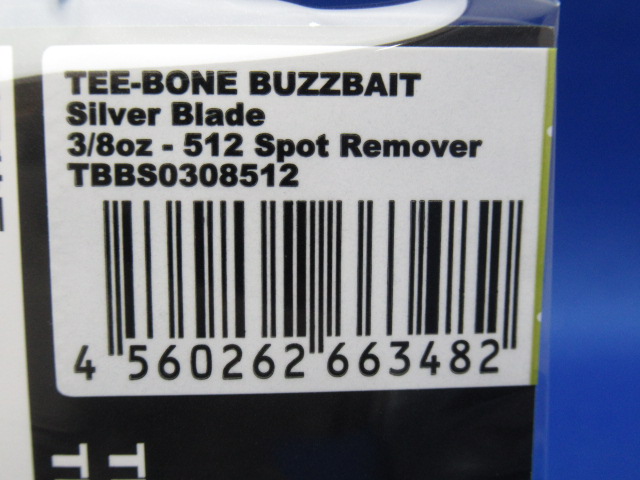 TEE-BONE BUZZBAIT
Silver Blade
3/8oz - 512 Spot Remover
TBBS0308512
4 560262 663482